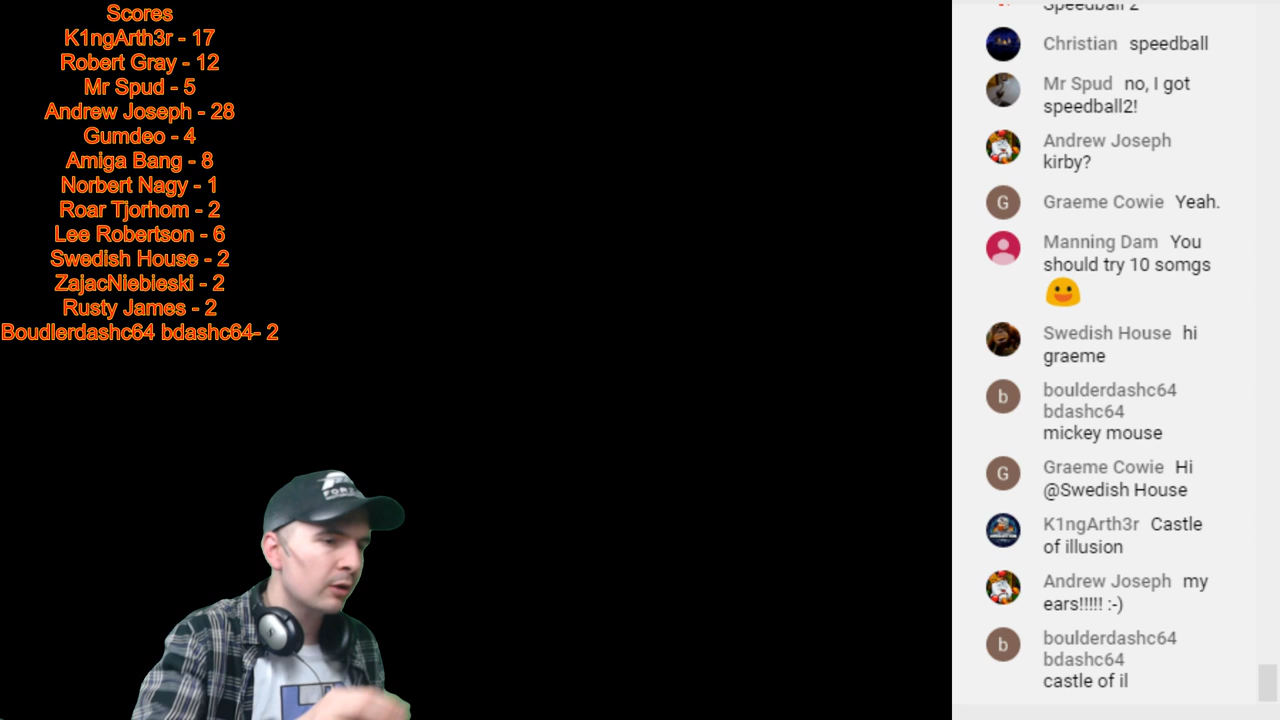 Scores
K1ngArth3r - 17
Robert Gray - 12
Mr Spud - 5
Andrew Joseph - 28
Gumdeo - 4
Amiga Bang - 8
Norbert Nagy - 1
Roar Tjorhom - 2
Lee Robertson - 6
Swedish House - 2
ZajacNiebieski - 2
Rusty James - 2
Boudlerdashc64 bdashc64- 2
FORZA
Speedball 2
Christian speedball
Mr Spud no, I got
speedball2!
Andrew Joseph
kirby?
G
Graeme Cowie Yeah.
Manning Dam You
should try 10 somgs
Swedish House hi
graeme
b
boulderdashc64
bdashc64
mickey mouse
G
Graeme Cowie Hi
@Swedish House
K1ngArth3r Castle
of illusion
Andrew Joseph my
ears!!!!! :-)
b
boulderdashc64
bdashc64
castle of il